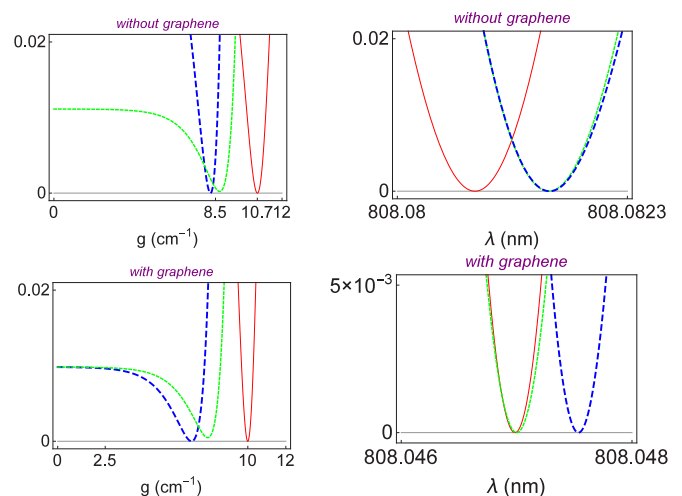 without graphene
0.02
0
0 8.5 10.712
g (cm⁻¹)
without graphene
0.02
0
808.08 808.0823
λ (nm)
with graphene
0.02
0
0 2.5 10 12
g (cm⁻¹)
with graphene
5×10⁻³
0
808.046 808.048
λ (nm)